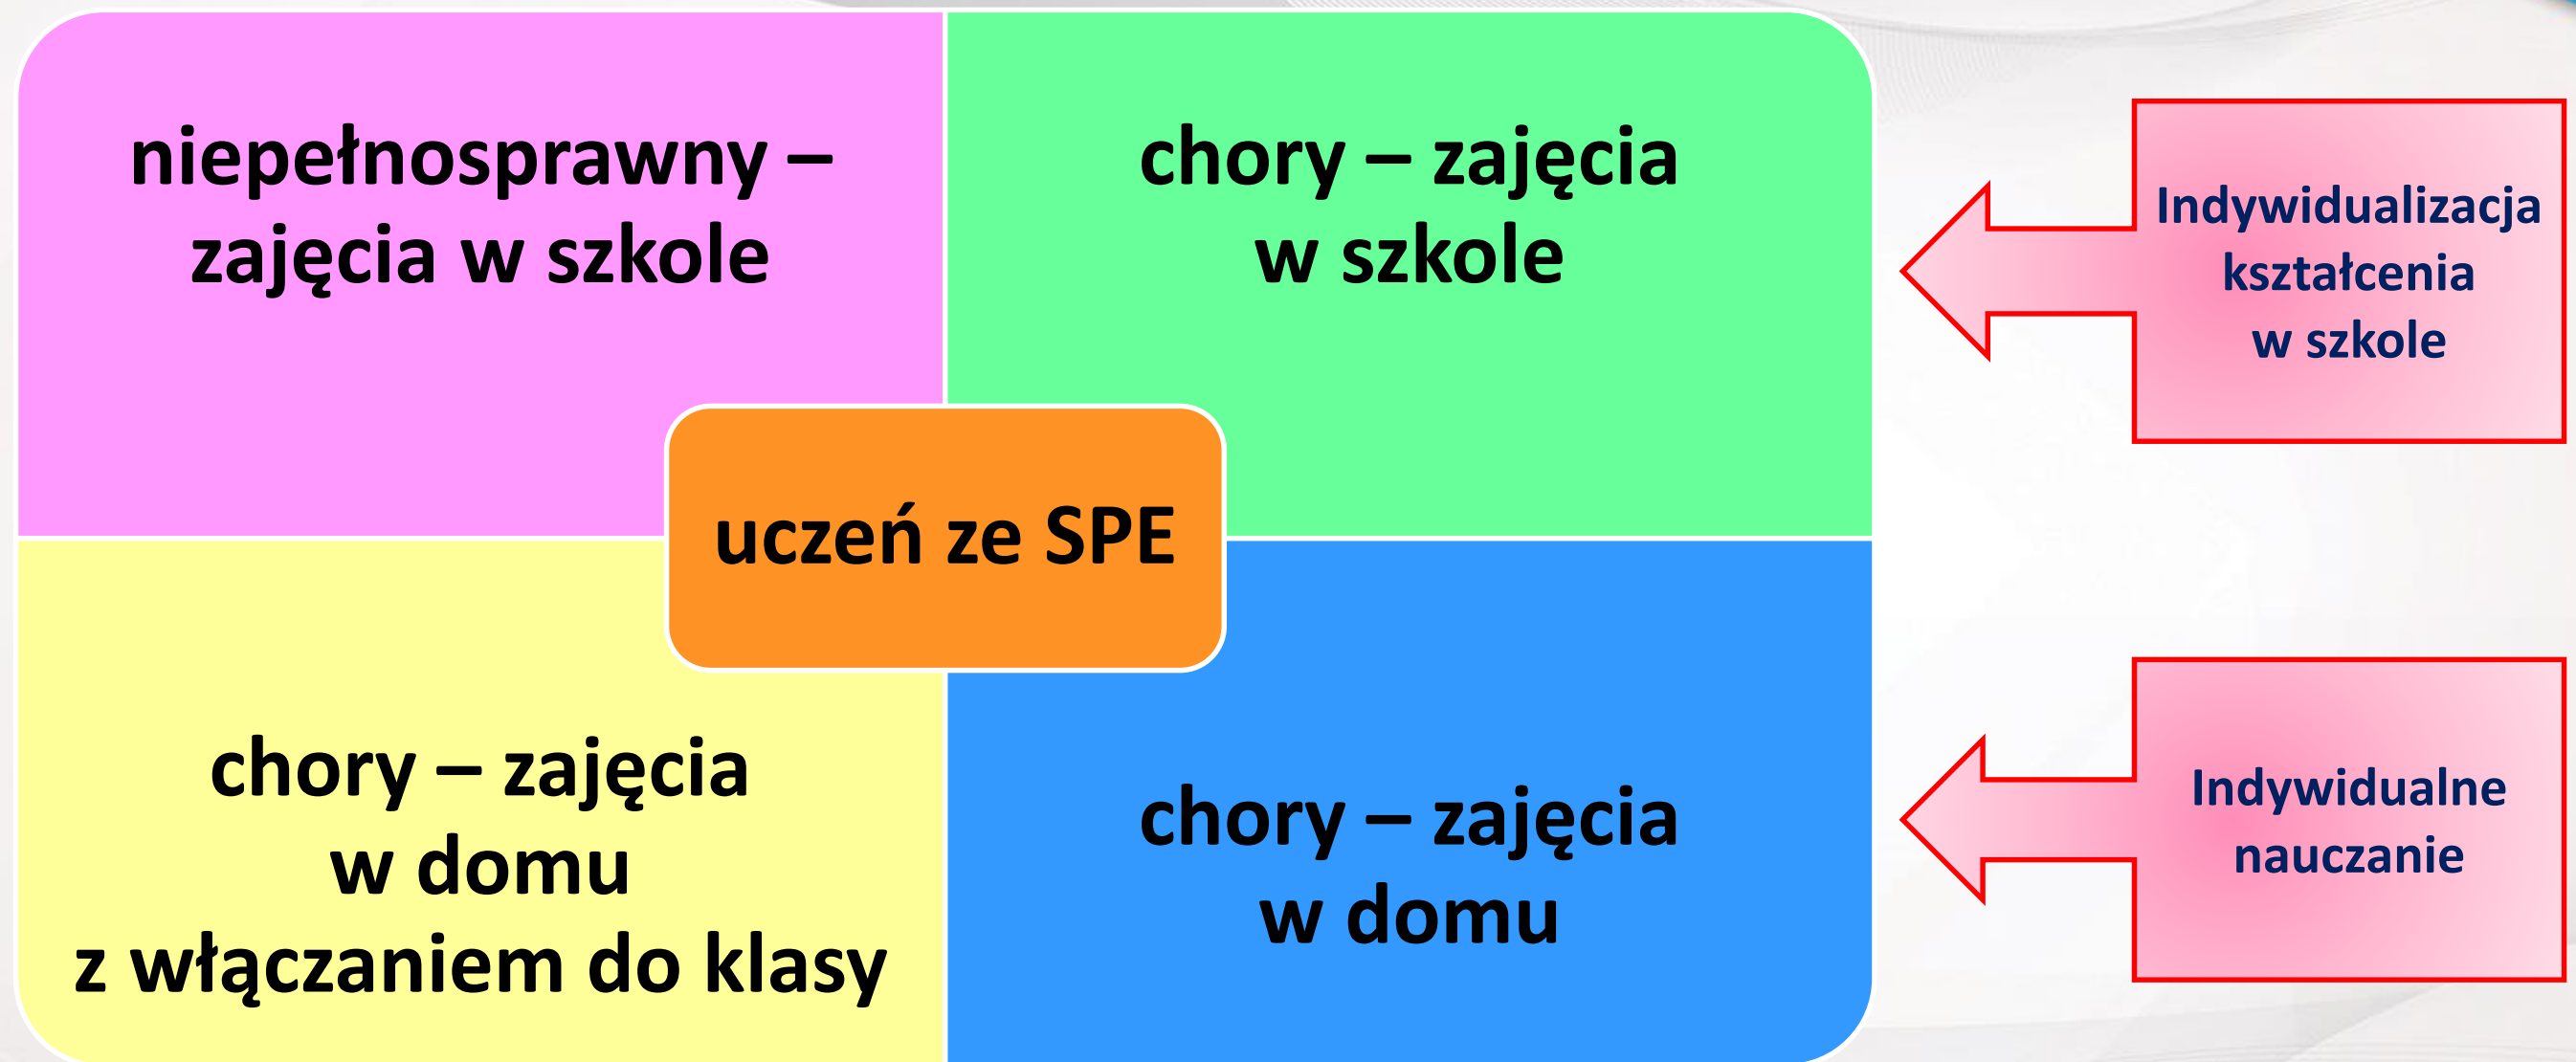 niepełnosprawny –
zajęcia w szkole
chory – zajęcia
w szkole
Indywidualizacja
kształcenia
w szkole
uczeń ze SPE
chory – zajęcia
w domu
z włączaniem do klasy
chory – zajęcia
w domu
Indywidualne
nauczanie